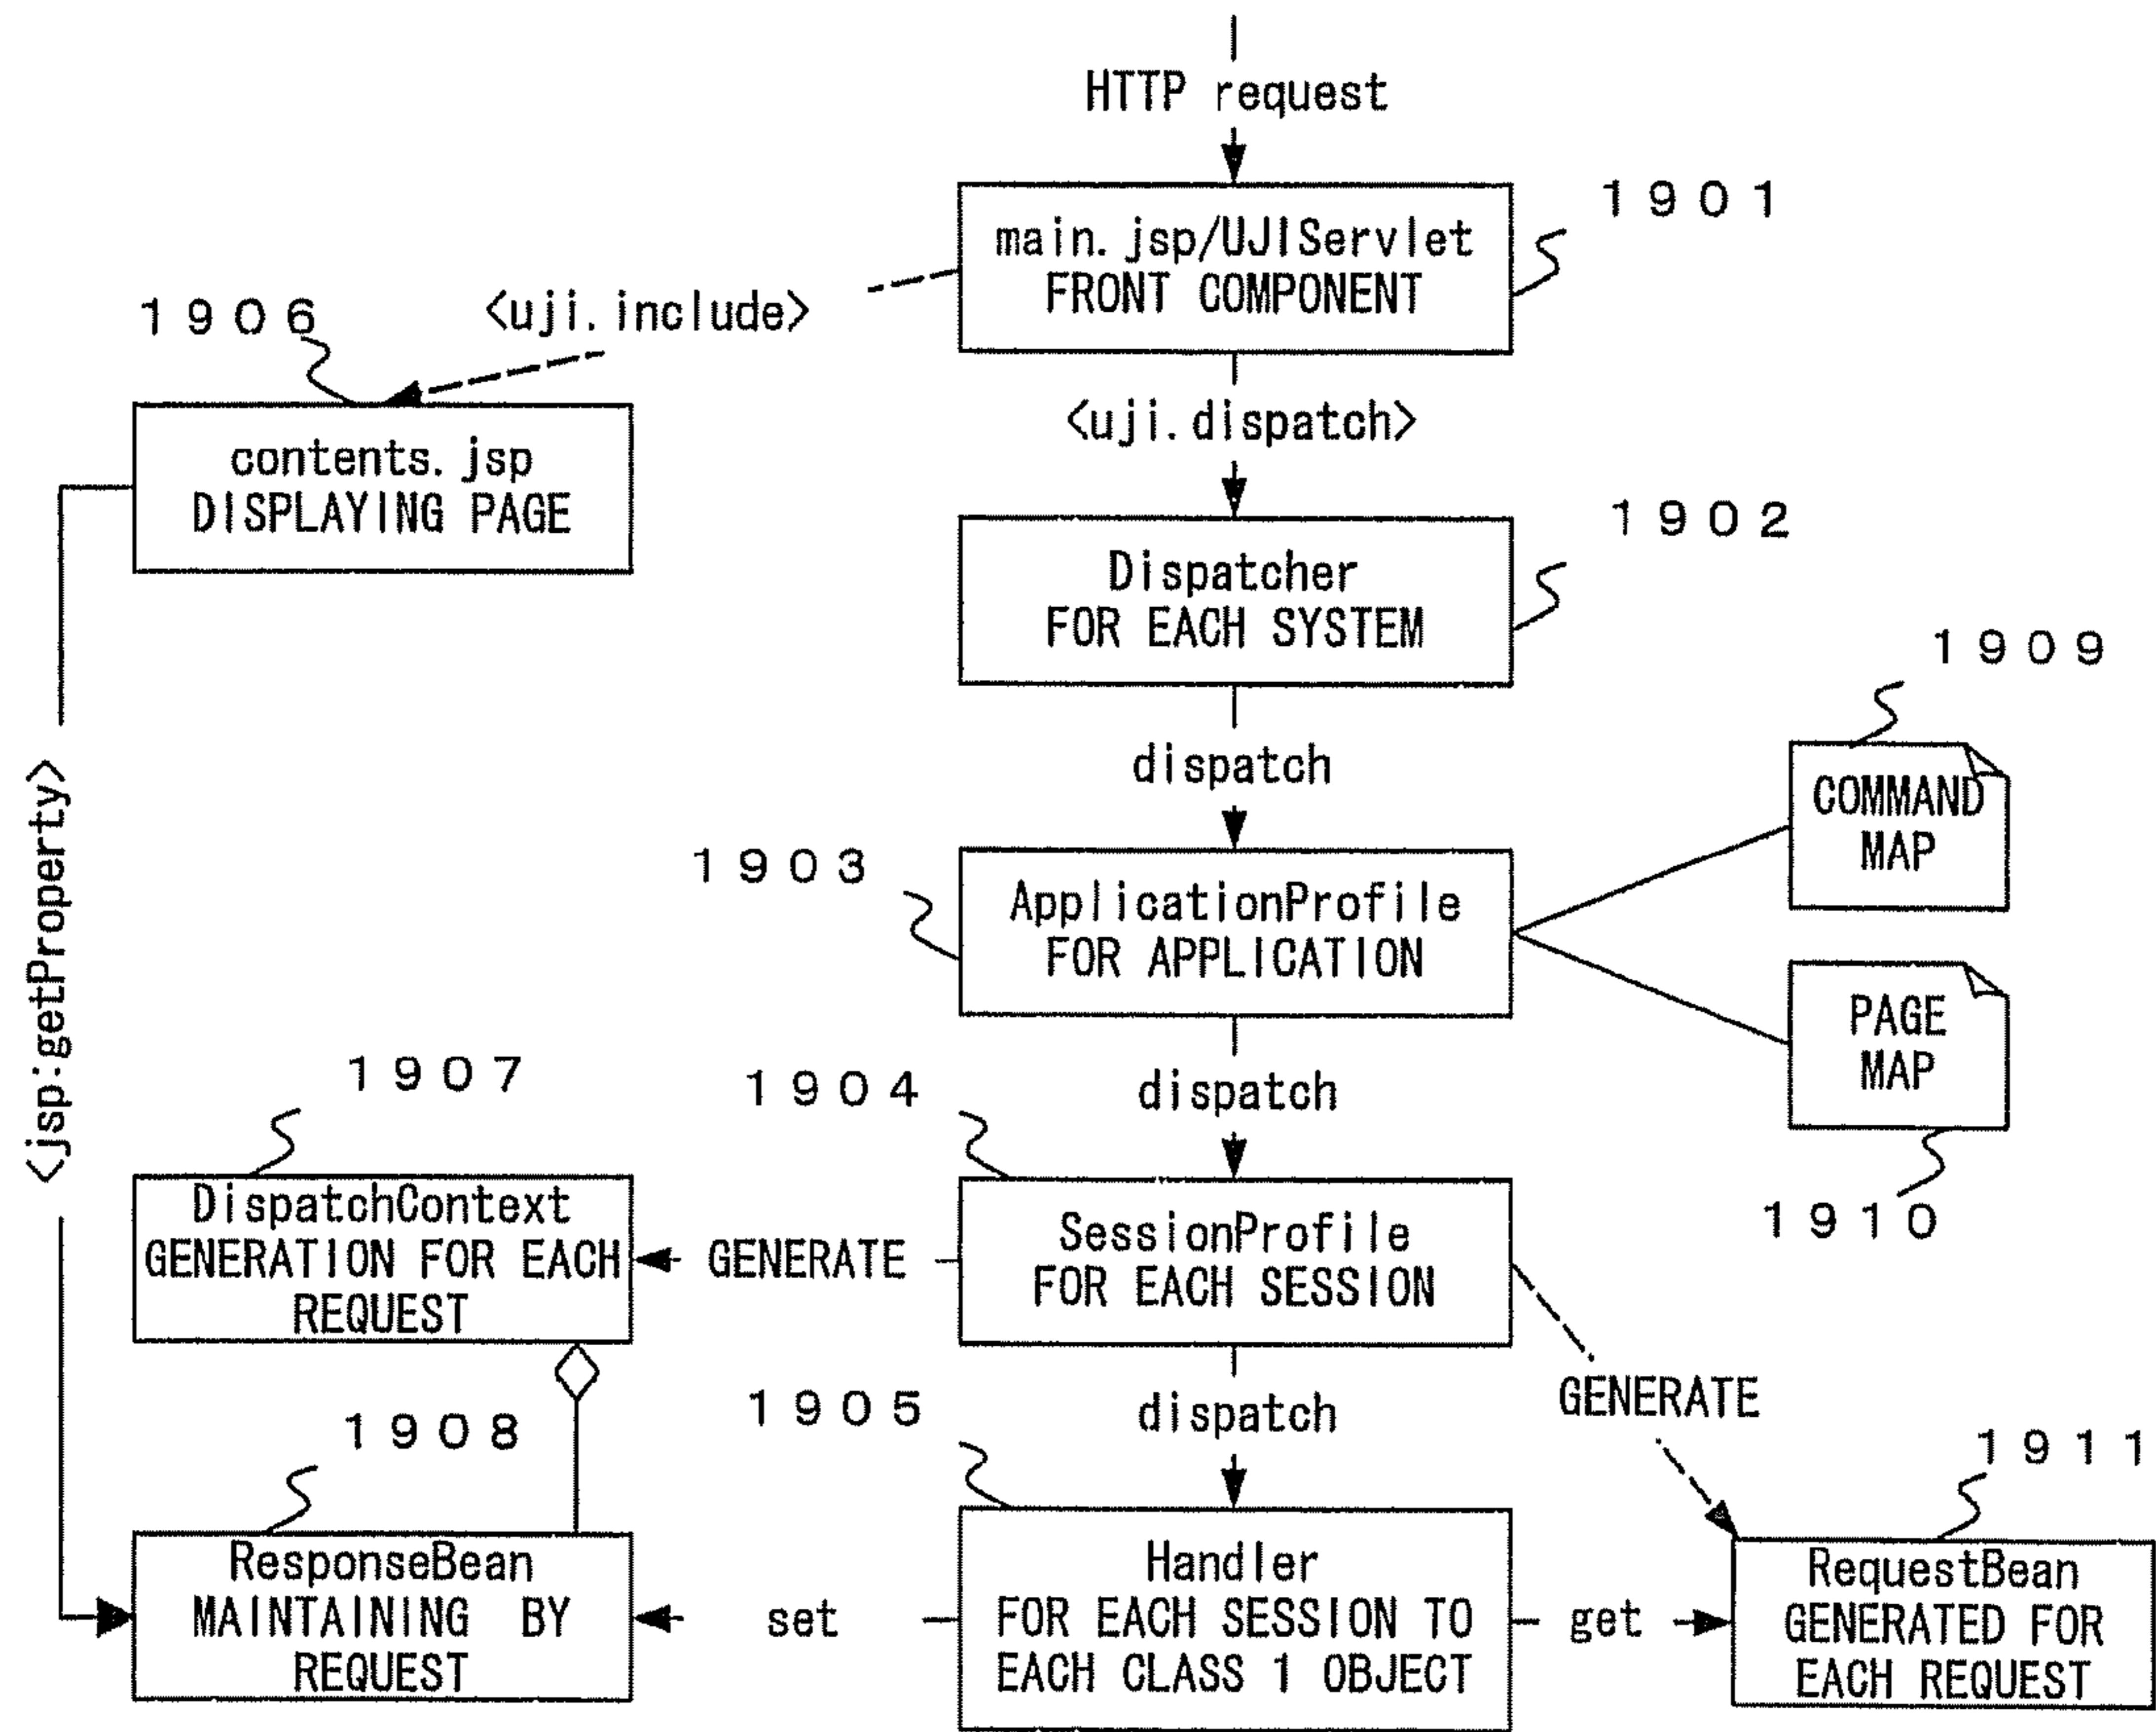 HTTP request
1901
main.jsp/UJIServlet
FRONT COMPONENT
1906
<uji.include>
<uji.dispatch>
contents.jsp
DISPLAYING PAGE
1902
Dispatcher
FOR EACH SYSTEM
1909
dispatch
COMMAND
MAP
1903
ApplicationProfile
FOR APPLICATION
<jsp:getProperty>
PAGE
MAP
1907
1904
dispatch
1910
DispatchContext
GENERATION FOR EACH
REQUEST
GENERATE
SessionProfile
FOR EACH SESSION
GENERATE
1908
1905
dispatch
1911
ResponseBean
MAINTAINING BY
REQUEST
set
Handler
FOR EACH SESSION TO
EACH CLASS 1 OBJECT
get
RequestBean
GENERATED FOR
EACH REQUEST